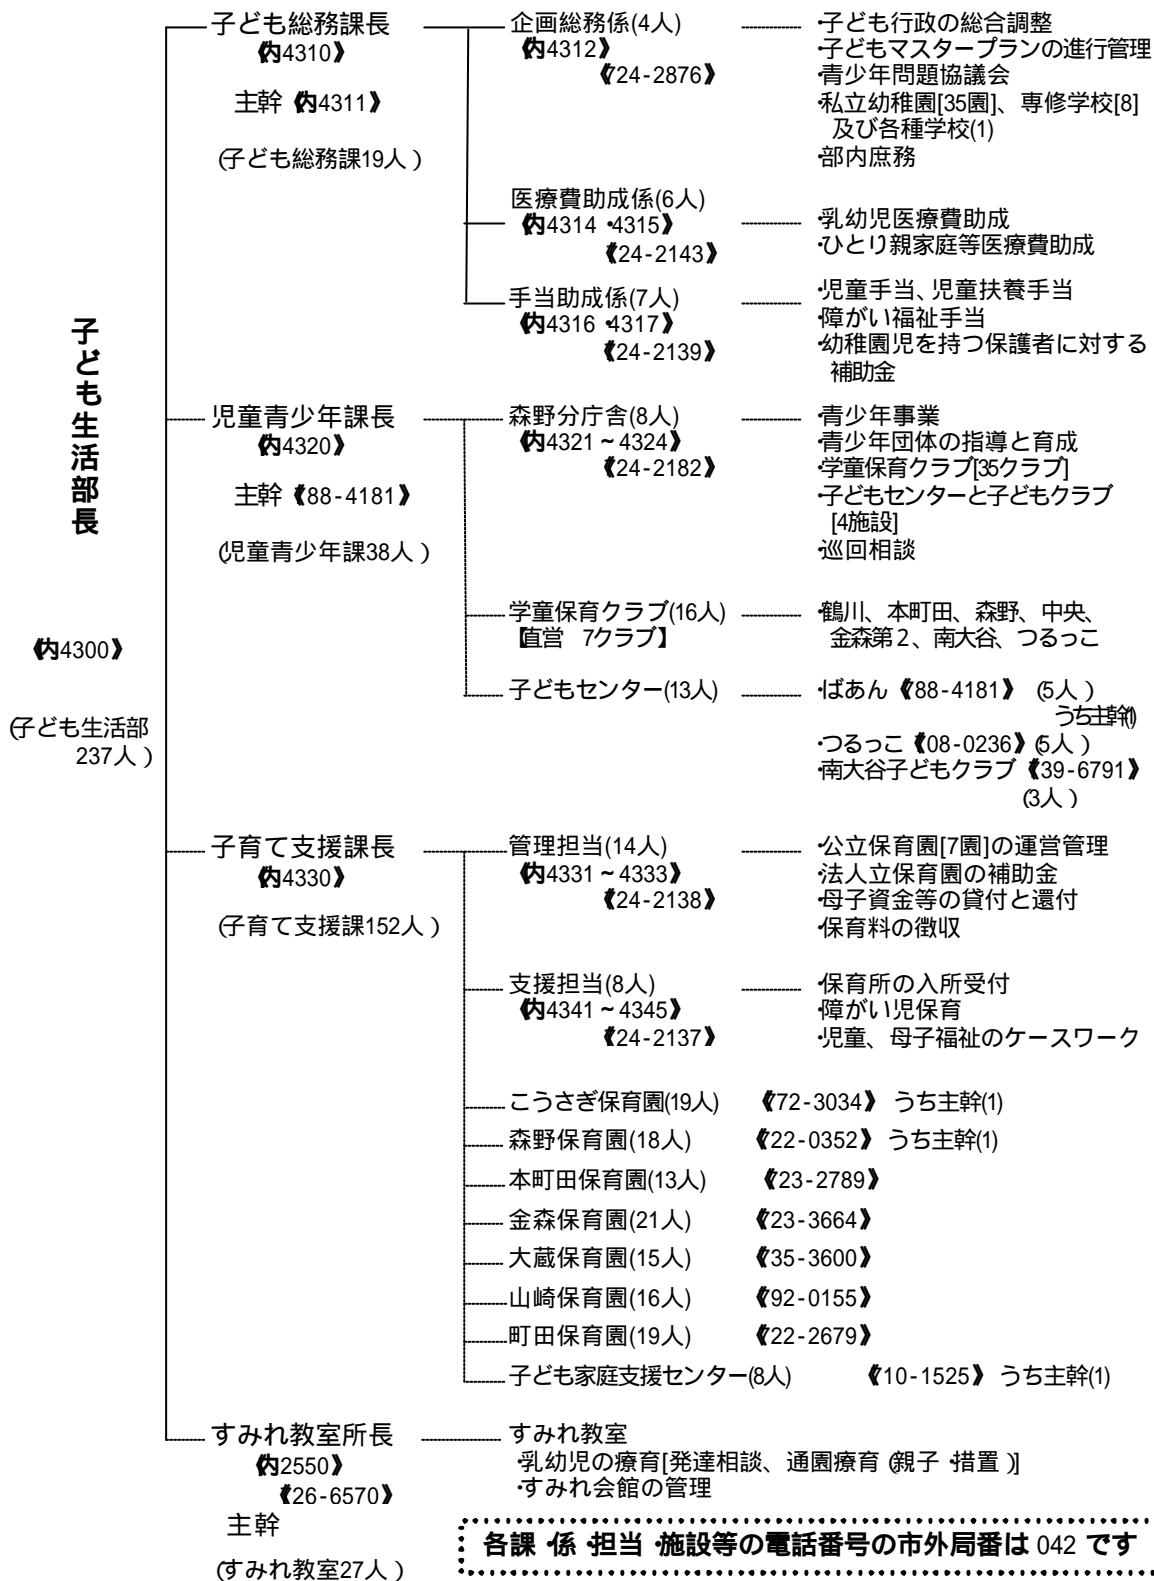 子ども生活部長
《内4300》
(子ども生活部
237人)
子ども総務課長
《内4310》
主幹《内4311》
(子ども総務課19人)
企画総務係(4人)
《内4312》
《724-2876》
・子ども行政の総合調整
・子どもマスタープランの進行管理
・青少年問題協議会
・私立幼稚園[35園]、専修学校[8]
及び各種学校(1)
・部内庶務
医療費助成係(6人)
《内4314・4315》
《24-2143》
・乳幼児医療費助成
・ひとり親家庭等医療費助成
手当助成係(7人)
《内4316・4317》
《24-2139》
・児童手当、児童扶養手当
・障がい福祉手当
・幼稚園児を持つ保護者に対する
補助金
児童青少年課長
《内4320》
主幹《88-4181》
(児童青少年課38人)
森野分庁舎(8人)
《内4321~4324》
《24-2182》
・青少年事業
・青少年団体の指導と育成
・学童保育クラブ[35クラブ]
・子どもセンターと子どもクラブ
[4施設]
・巡回相談
学童保育クラブ(16人)
【直営 7クラブ】
・鶴川、本町田、森野、中央、
金森第2、南大谷、つるっこ
子どもセンター(13人)
・ばあん《88-4181》(5人)
うち主幹(1)
・つるっこ《08-0236》(5人)
・南大谷子どもクラブ《39-6791》
(3人)
子育て支援課長
《内4330》
(子育て支援課152人)
管理担当(14人)
《内4331~4333》
《24-2138》
・公立保育園[7園]の運営管理
・法人立保育園の補助金
・母子資金等の貸付と還付
・保育料の徴収
支援担当(8人)
《内4341~4345》
《24-2137》
・保育所の入所受付
・障がい児保育
・児童、母子福祉のケースワーク
こうさぎ保育園(19人) 《72-3034》 うち主幹(1)
森野保育園(18人) 《22-0352》 うち主幹(1)
本町田保育園(13人) 《23-2789》
金森保育園(21人) 《23-3664》
大蔵保育園(15人) 《35-3600》
山崎保育園(16人) 《92-0155》
町田保育園(19人) 《22-2679》
子ども家庭支援センター(8人) 《10-1525》 うち主幹(1)
すみれ教室所長
《内2550》
《26-6570》
主幹
(すみれ教室27人)
すみれ教室
・乳幼児の療育[発達相談、通園療育(親子・措置)]
・すみれ会館の管理
各課・係・担当・施設等の電話番号の市外局番は 042 です